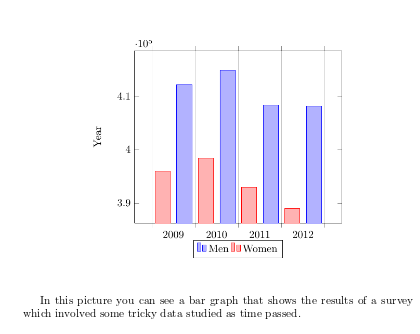 ·10⁵
4.1
4
3.9
Year
2009 2010 2011 2012
Men Women
In this picture you can see a bar graph that shows the results of a survey
which involved some tricky data studied as time passed.